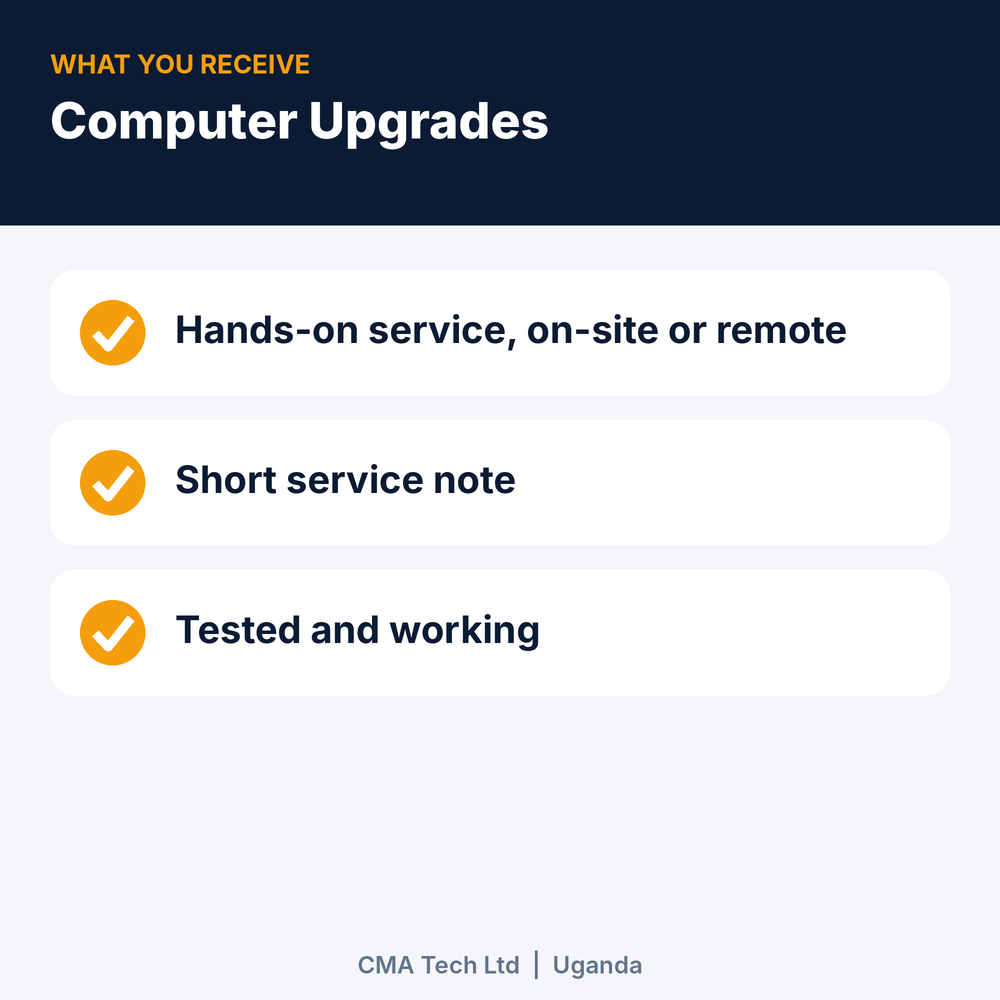 WHAT YOU RECEIVE
Computer Upgrades
Hands-on service, on-site or remote
Short service note
Tested and working
CMA Tech Ltd | Uganda